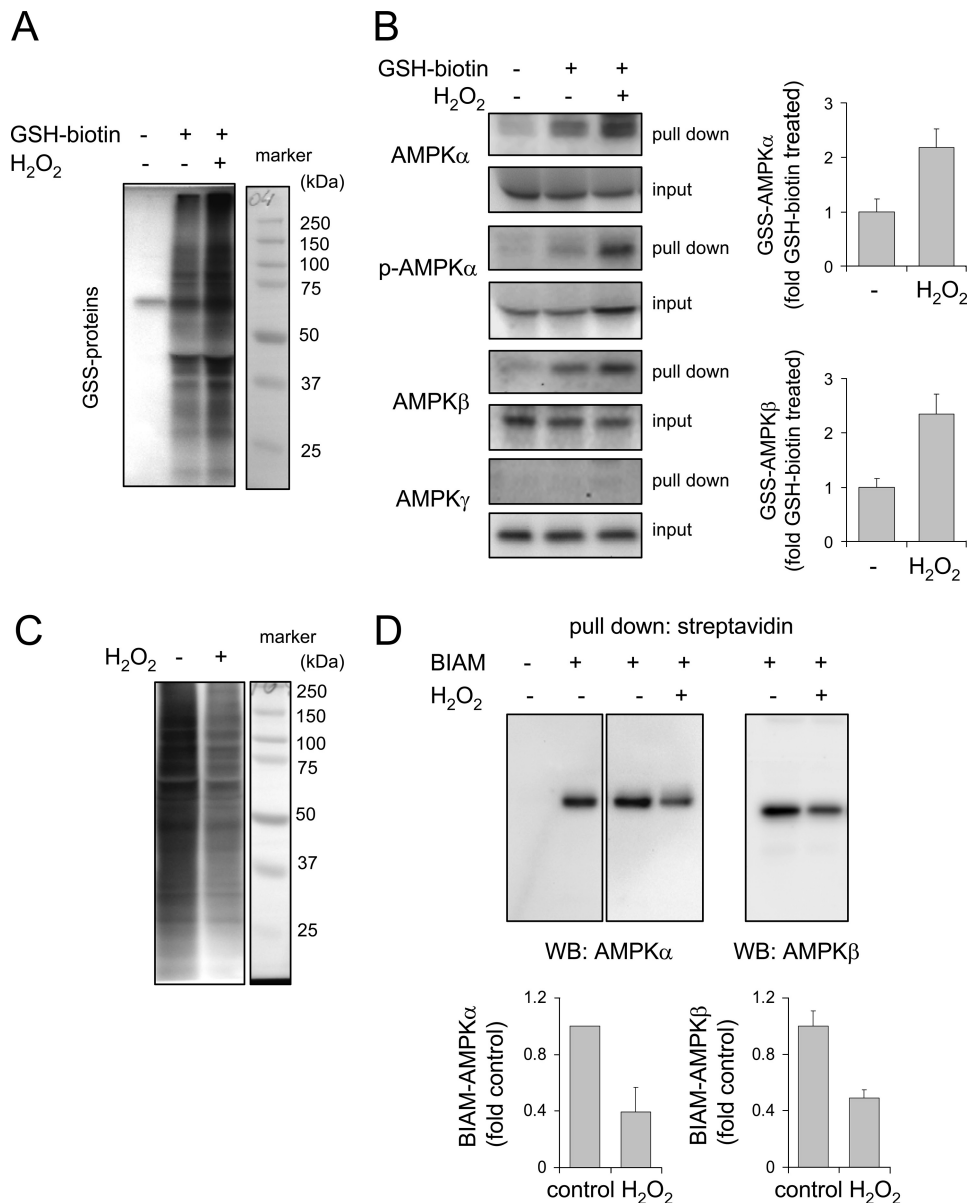 A
GSH-biotin - + +
H2O2 - - +
marker
(kDa)
04
250
150
100
75
50
37
25
GSS-proteins
B
GSH-biotin - + +
H2O2 - - +
AMPKα
pull down
input
p-AMPKα
pull down
input
AMPKβ
pull down
input
AMPKγ
pull down
input
GSS-AMPKα
(fold GSH-biotin treated)
3
2
1
0
- H2O2
GSS-AMPKβ
(fold GSH-biotin treated)
3
2
1
0
- H2O2
C
H2O2 - +
marker
(kDa)
250
150
100
75
50
37
25
D
pull down: streptavidin
BIAM - + + + + +
H2O2 - - - + - +
WB: AMPKα
WB: AMPKβ
BIAM-AMPKα
(fold control)
1.2
0.8
0.4
0
control H2O2
BIAM-AMPKβ
(fold control)
1.2
0.8
0.4
0
control H2O2